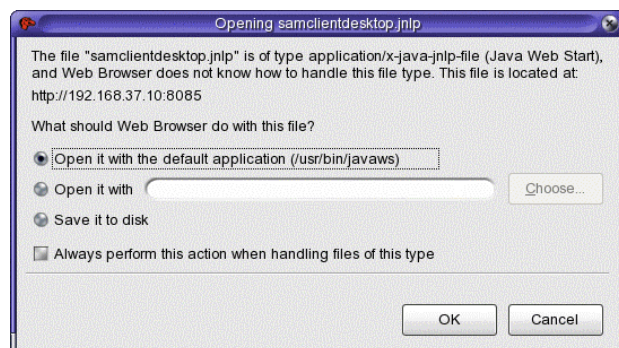 Opening samclientdesktop.jnlp
The file "samclientdesktop.jnlp" is of type application/x-java-jnlp-file (Java Web Start),
and Web Browser does not know how to handle this file type. This file is located at:
http://192.168.37.10:8085
What should Web Browser do with this file?
Open it with the default application (/usr/bin/javaws)
Open it with
Choose...
Save it to disk
Always perform this action when handling files of this type
OK
Cancel